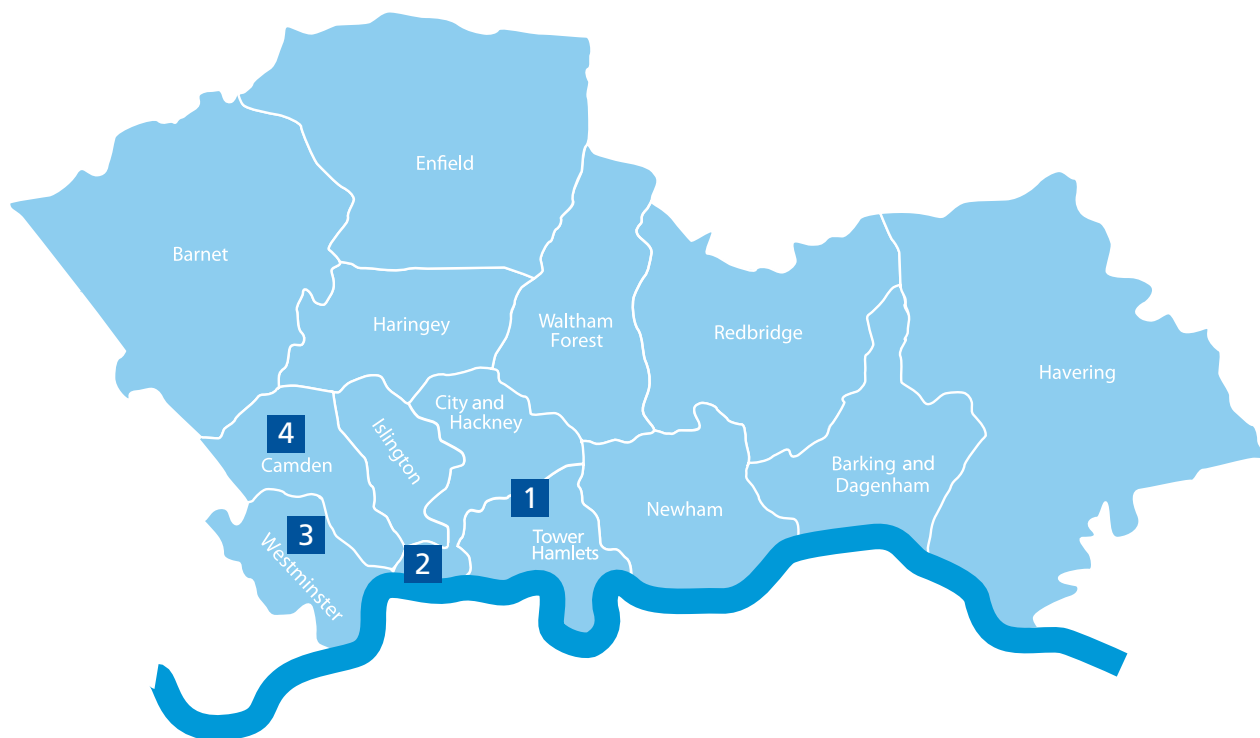 Enfield
Barnet
Haringey
Waltham
Forest
Redbridge
Havering
City and
Hackney
Islington
4
Camden
Barking and
Dagenham
1
Newham
3
Westminster
Tower
Hamlets
2